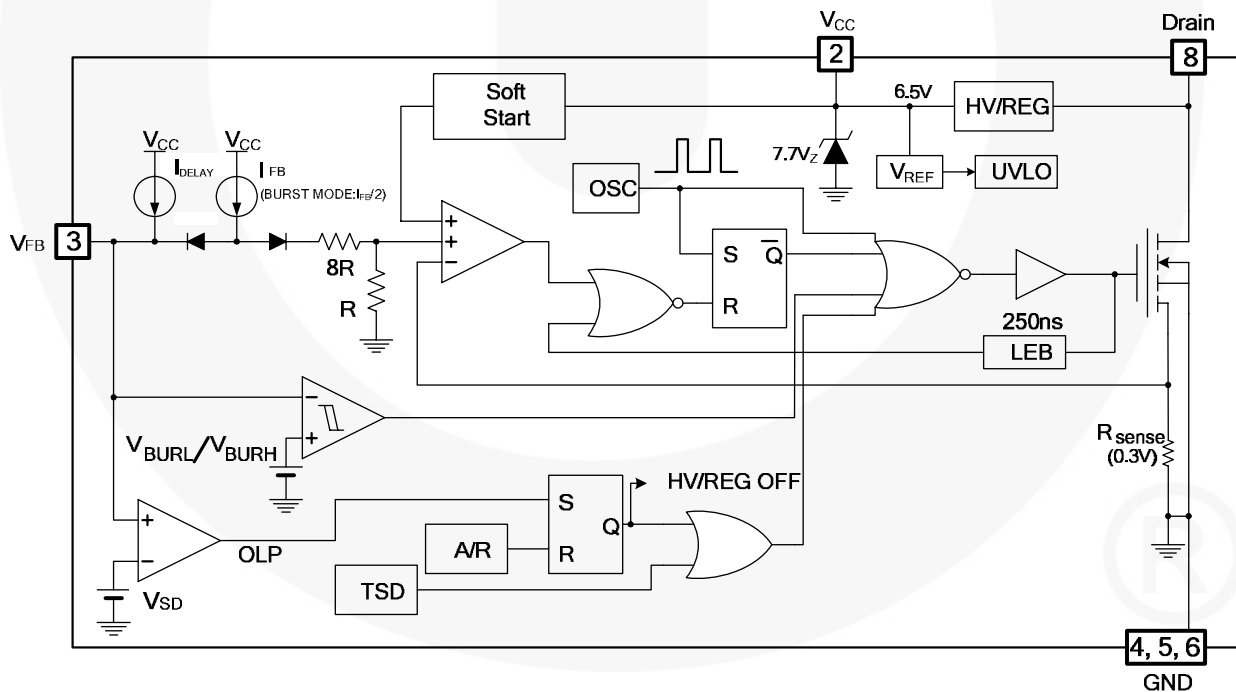 VCC
Drain
2
8
Soft
Start
6.5V
HV/REG
VCC
VCC
IDELAY
IFB
(BURST MODE:IFB/2)
7.7VZ
OSC
VREF
UVLO
VFB
3
+
+
−
8R
R
S
Q̅
R
250ns
LEB
−
+
VBURL/VBURH
Rsense
(0.3V)
HV/REG OFF
S
Q
R
+
−
OLP
A/R
VSD
TSD
®
4, 5, 6
GND